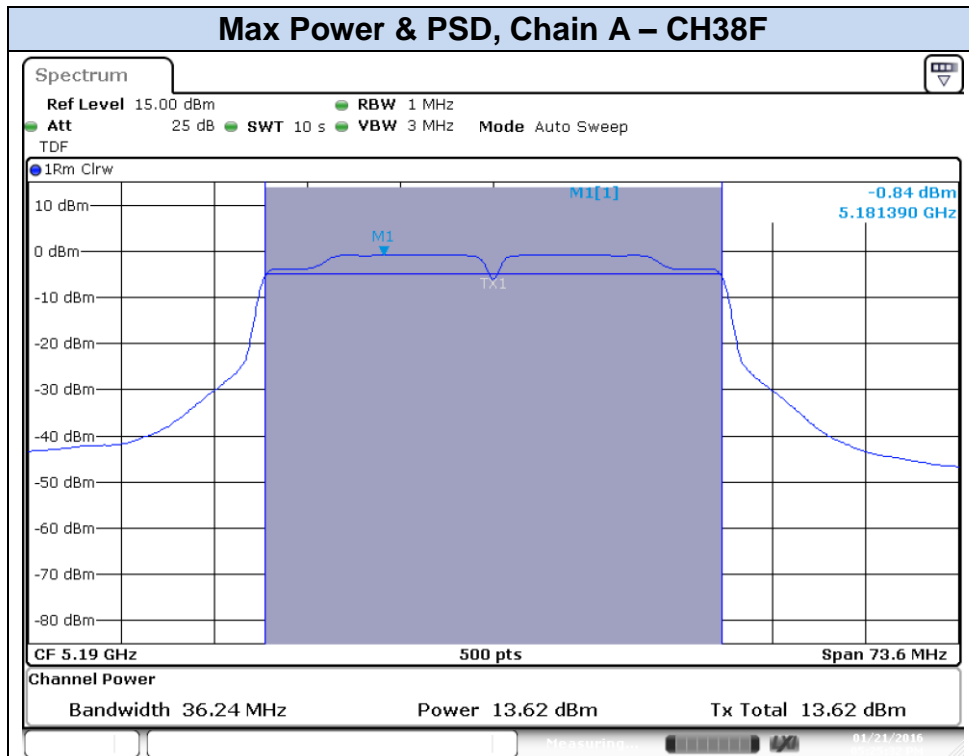 Max Power & PSD, Chain A – CH38F
Spectrum
Ref Level 15.00 dBm RBW 1 MHz
Att 25 dB SWT 10 s VBW 3 MHz Mode Auto Sweep
TDF
1Rm Clrw
M1[1] -0.84 dBm
5.181390 GHz
10 dBm
M1
0 dBm
TX1
-10 dBm
-20 dBm
-30 dBm
-40 dBm
-50 dBm
-60 dBm
-70 dBm
-80 dBm
CF 5.19 GHz 500 pts Span 73.6 MHz
Channel Power
Bandwidth 36.24 MHz Power 13.62 dBm Tx Total 13.62 dBm
Measuring... 01/21/2016